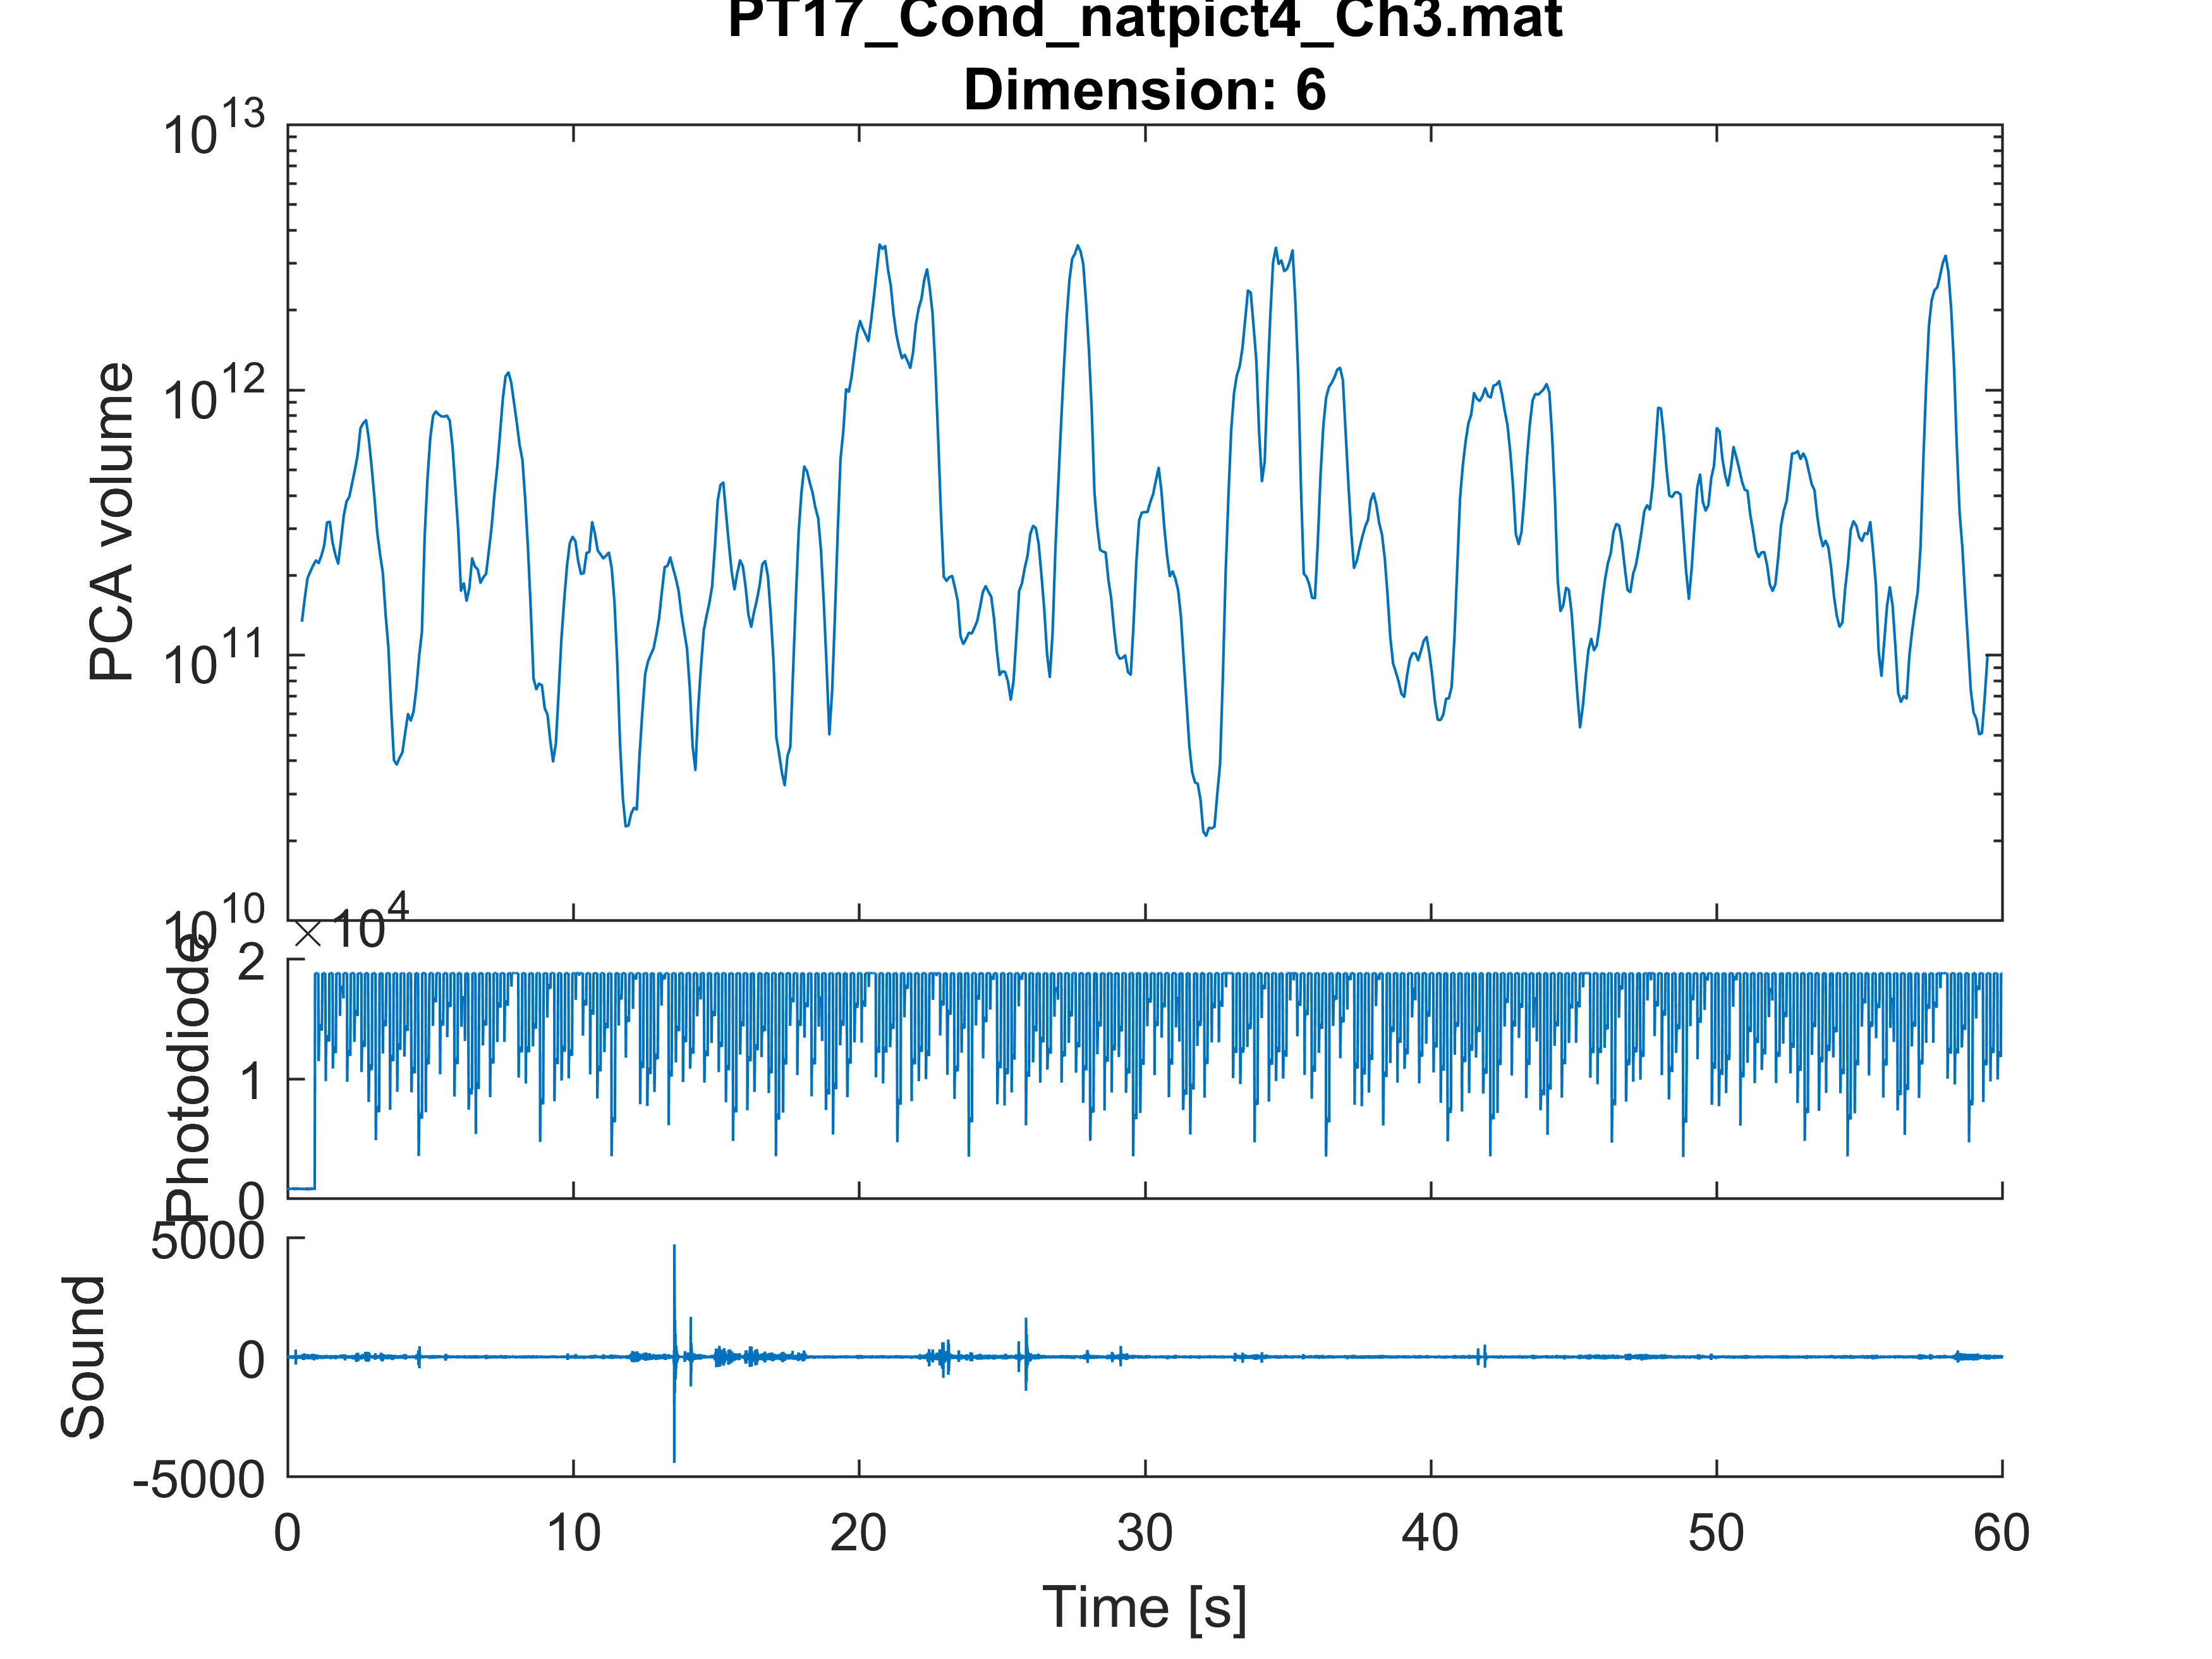 PT17_Cond_natpict4_Ch3.mat
Dimension: 6
10^13
10^12
10^11
10^10
PCA volume
× 10^4
2
1
0
Photodiode
5000
0
-5000
Sound
0 10 20 30 40 50 60
Time [s]